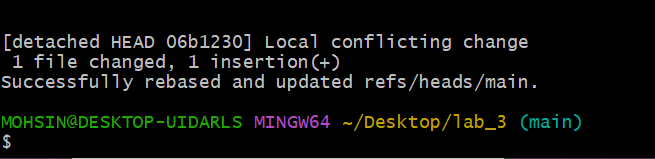 [detached HEAD 06b1230] Local conflicting change
1 file changed, 1 insertion(+)
Successfully rebased and updated refs/heads/main.
MOHSIN@DESKTOP-UIDARLS MINGW64 ~/Desktop/lab_3 (main)
$